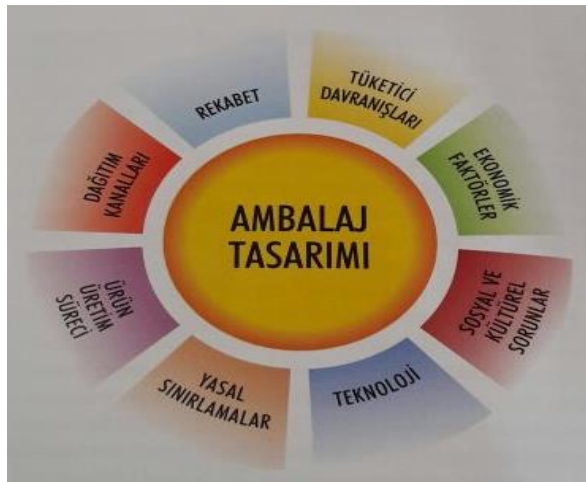 REKABET
TÜKETİCİ
DAVRANIŞLARI
EKONOMİK
FAKTÖRLER
SOSYAL VE
KÜLTÜREL
SORUNLAR
TEKNOLOJİ
YASAL
SINIRLAMALAR
ÜRÜN
ÜRETİM
SÜRECİ
DAĞITIM
KANALLARI
AMBALAJ
TASARIMI